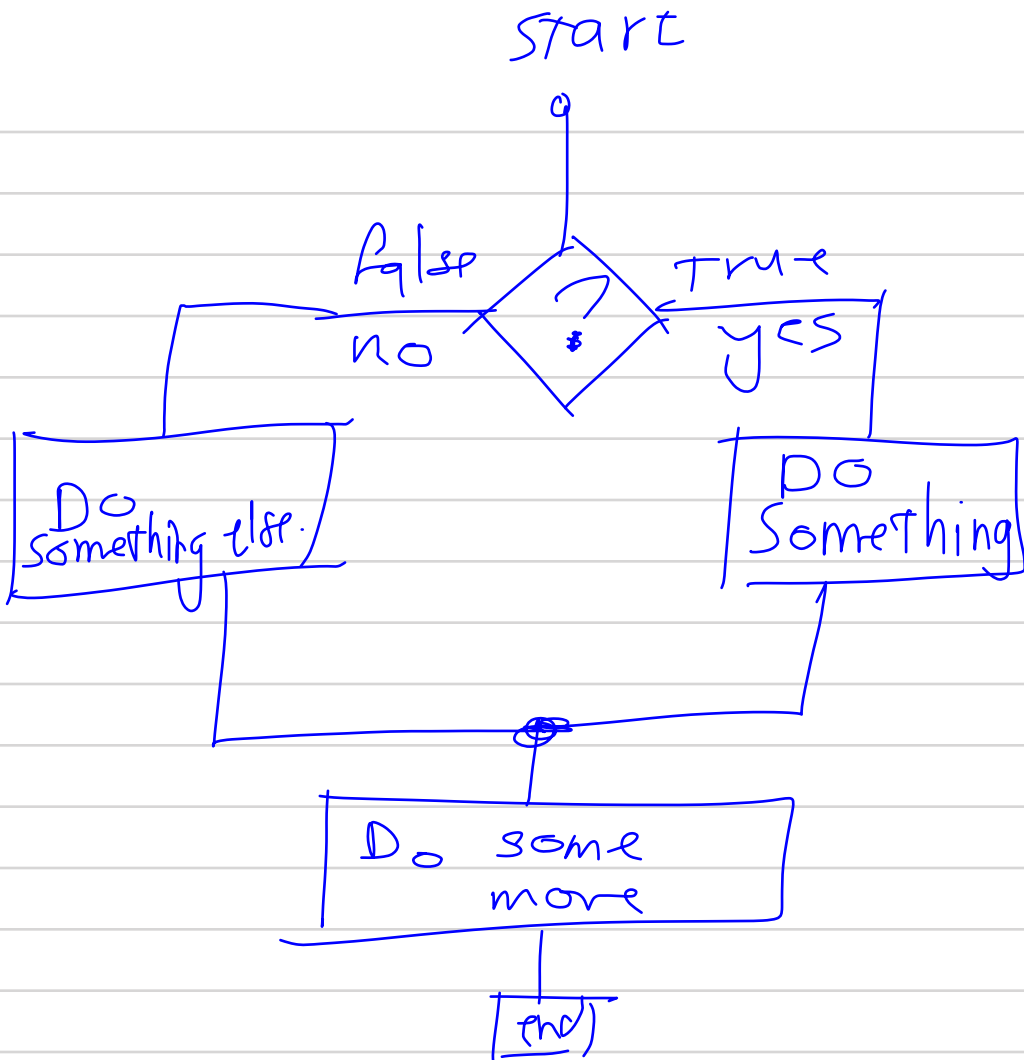 start
false
True
?
no
yes
Do
something else.
DO
Something
Do some
more
end